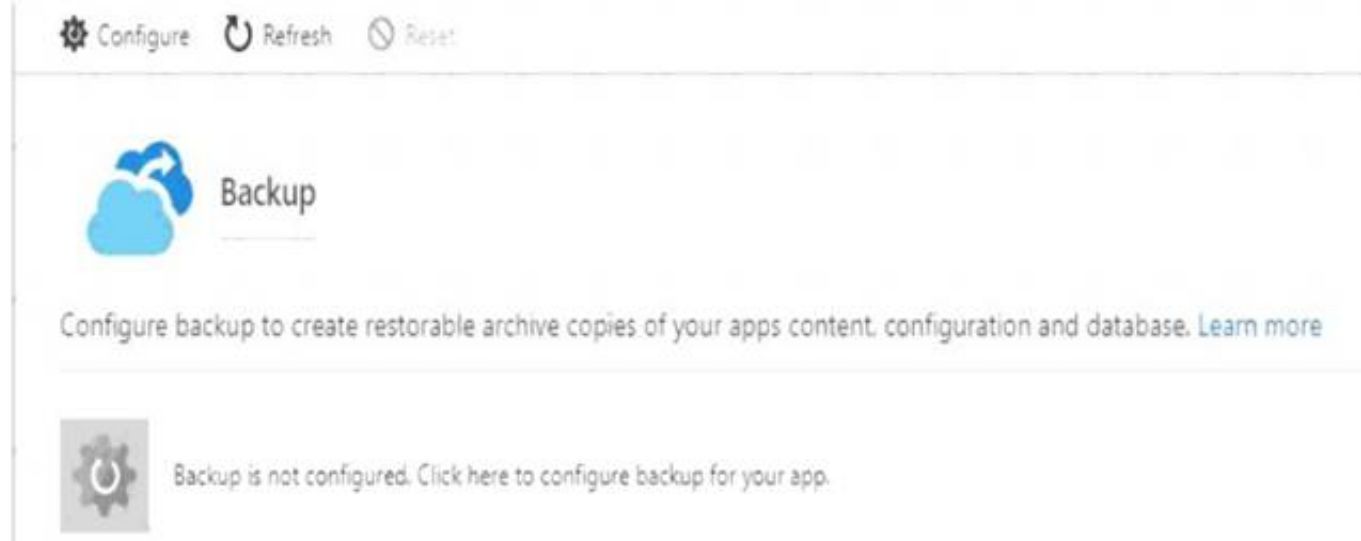 Configure Refresh Reset
Backup
Configure backup to create restorable archive copies of your apps content. configuration and database. Learn more
Backup is not configured. Click here to configure backup for your app.